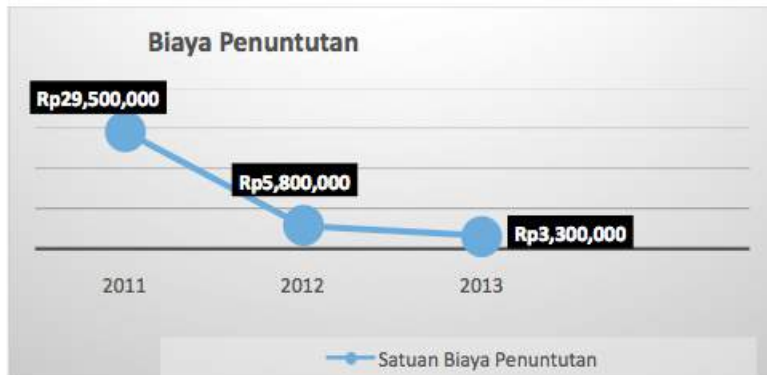 Biaya Penuntutan
Rp29,500,000
Rp5,800,000
Rp3,300,000
2011 2012 2013
Satuan Biaya Penuntutan